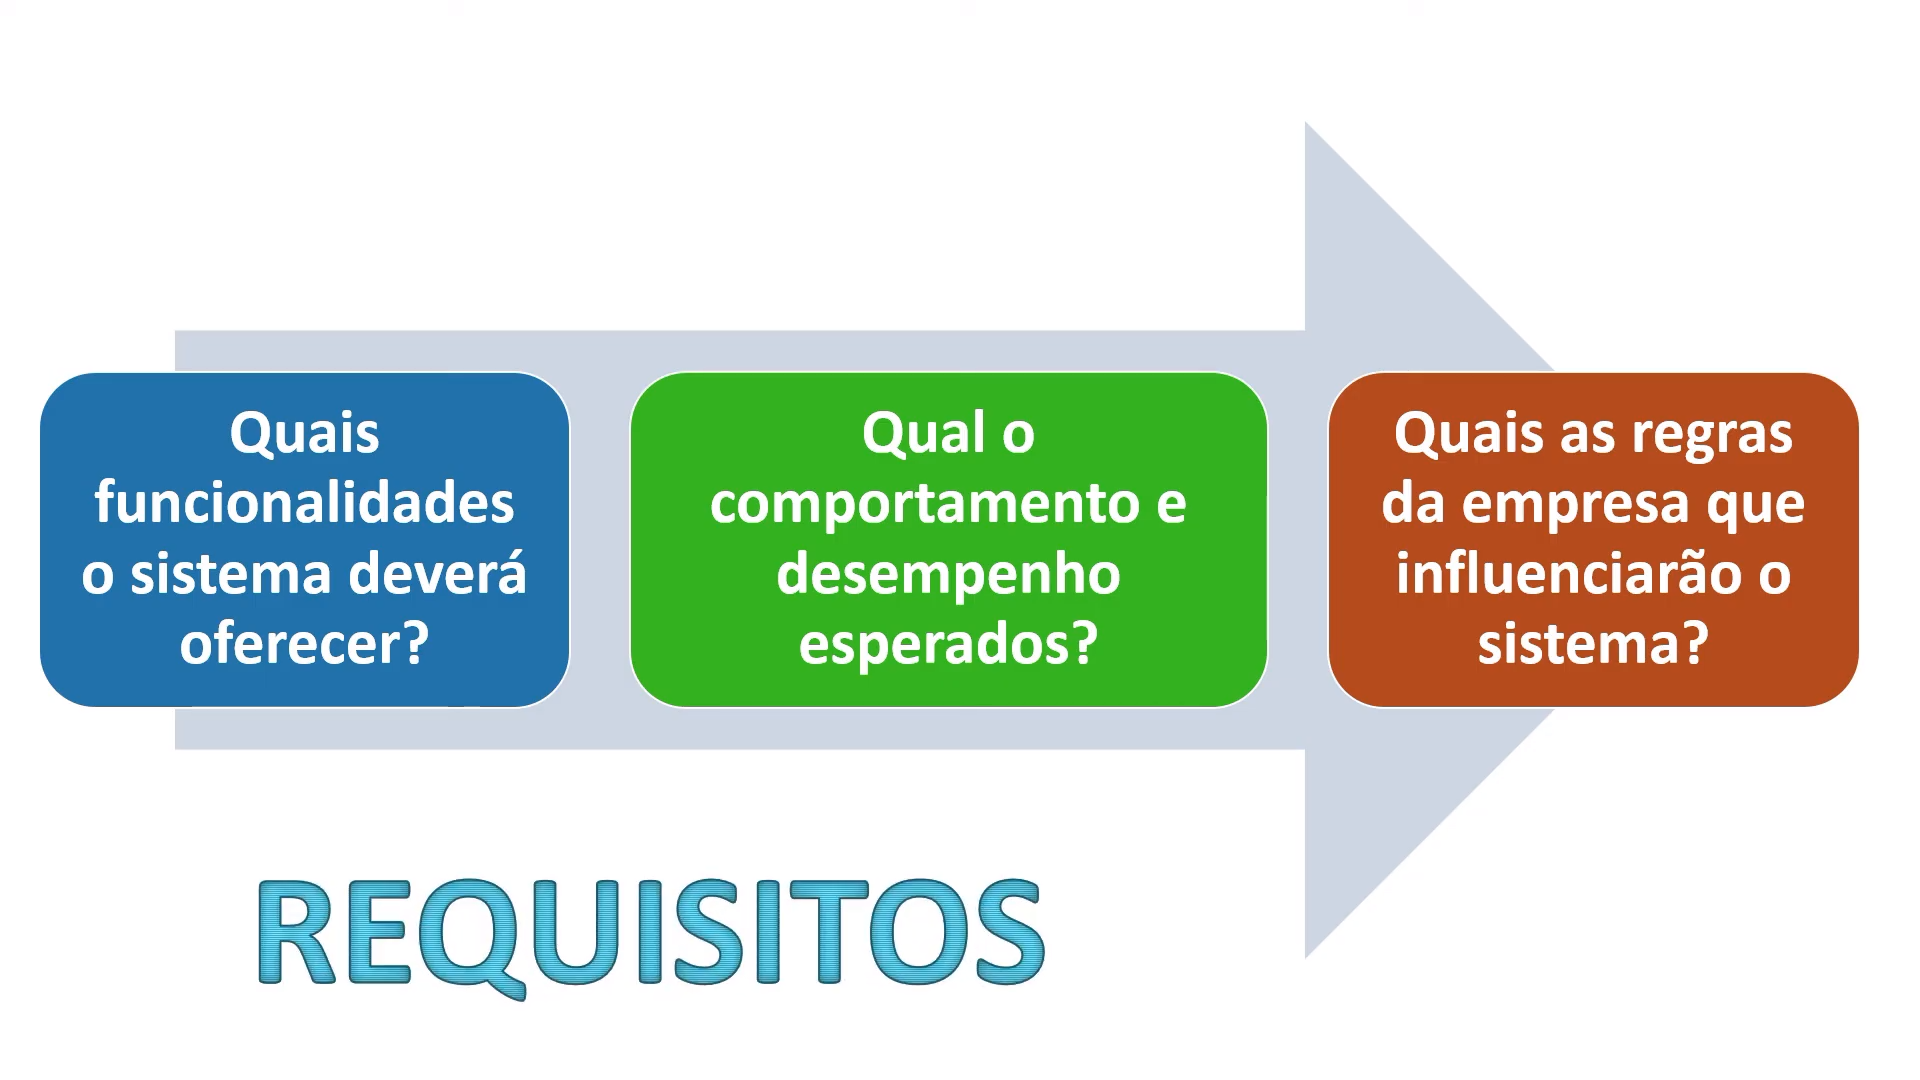 Quais
funcionalidades
o sistema deverá
oferecer?
Qual o
comportamento e
desempenho
esperados?
Quais as regras
da empresa que
influenciarão o
sistema?
REQUISITOS